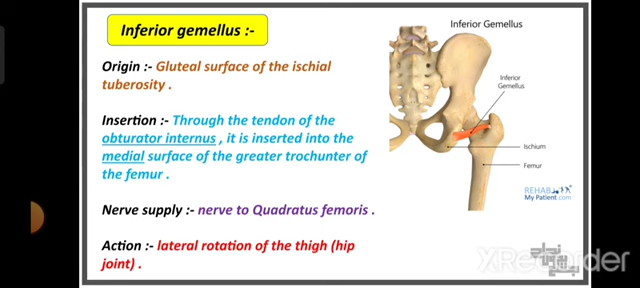 Inferior gemellus :-
Origin :- Gluteal surface of the ischial
tuberosity .
Insertion :- Through the tendon of the
obturator internus , it is inserted into the
medial surface of the greater trochunter of
the femur .
Nerve supply :- nerve to Quadratus femoris .
Action :- lateral rotation of the thigh (hip
joint) .
Inferior Gemellus
Inferior
Gemellus
Ischium
Femur
REHAB
My Patient.com
XRecorder